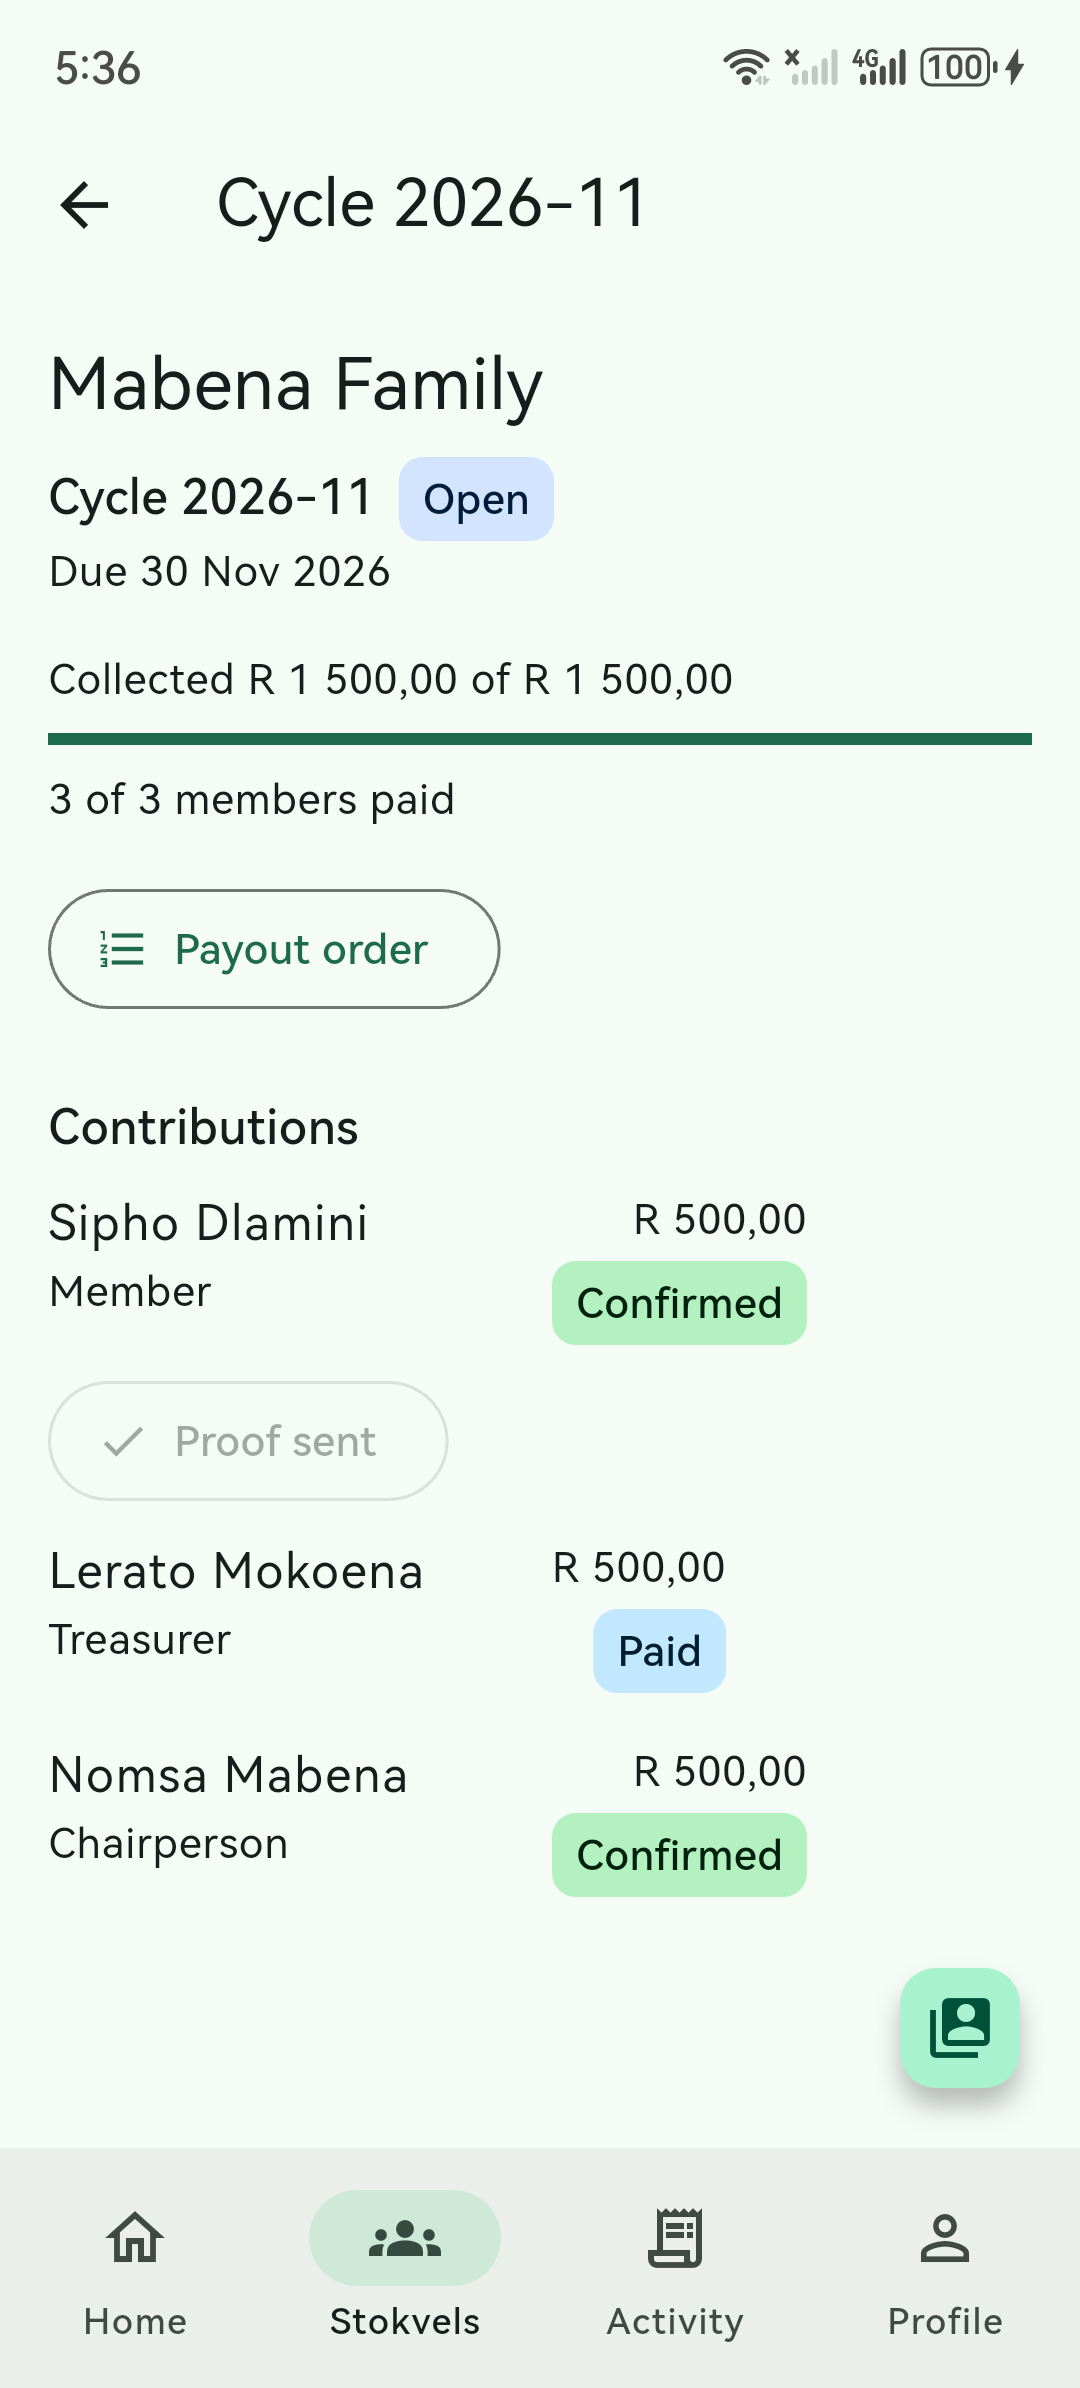 5:36
4G
100
Cycle 2026-11
Mabena Family
Cycle 2026-11 Open
Due 30 Nov 2026
Collected R 1 500,00 of R 1 500,00
3 of 3 members paid
Payout order
Contributions
Sipho Dlamini R 500,00
Member Confirmed
Proof sent
Lerato Mokoena R 500,00
Treasurer Paid
Nomsa Mabena R 500,00
Chairperson Confirmed
Home Stokvels Activity Profile